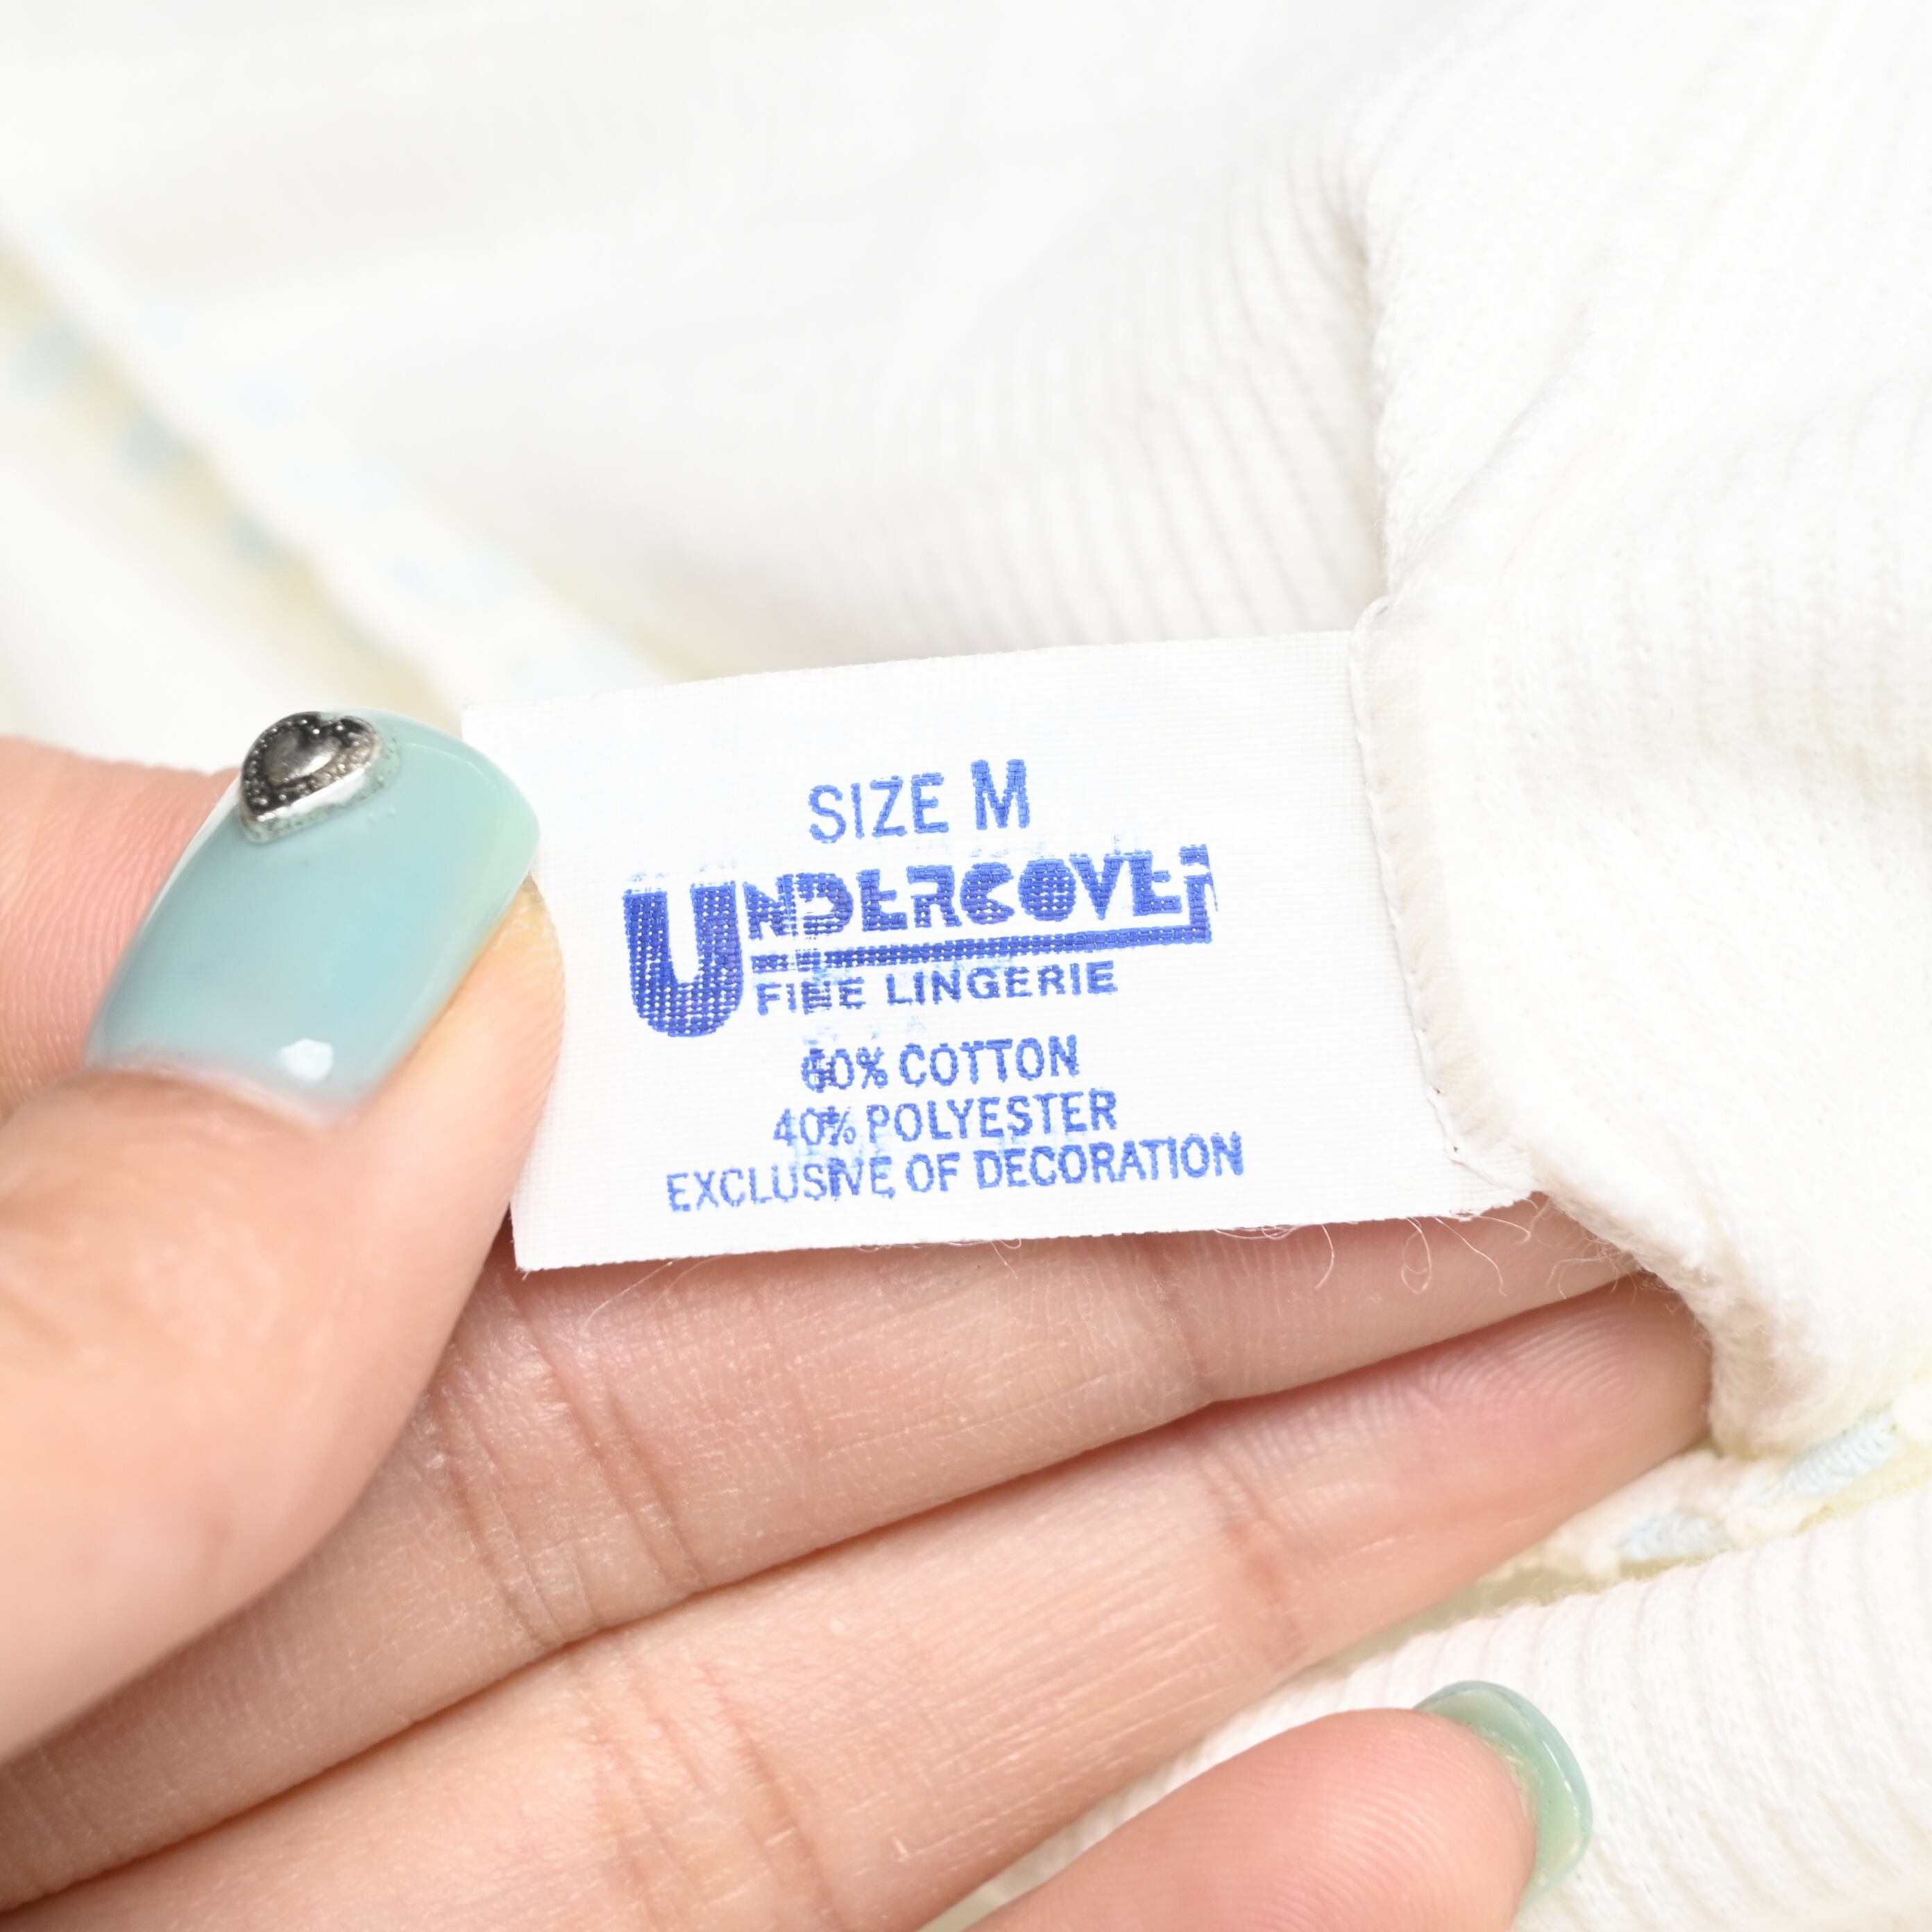 SIZE M
UNDERCOVER
FINE LINGERIE
60% COTTON
40% POLYESTER
EXCLUSIVE OF DECORATION